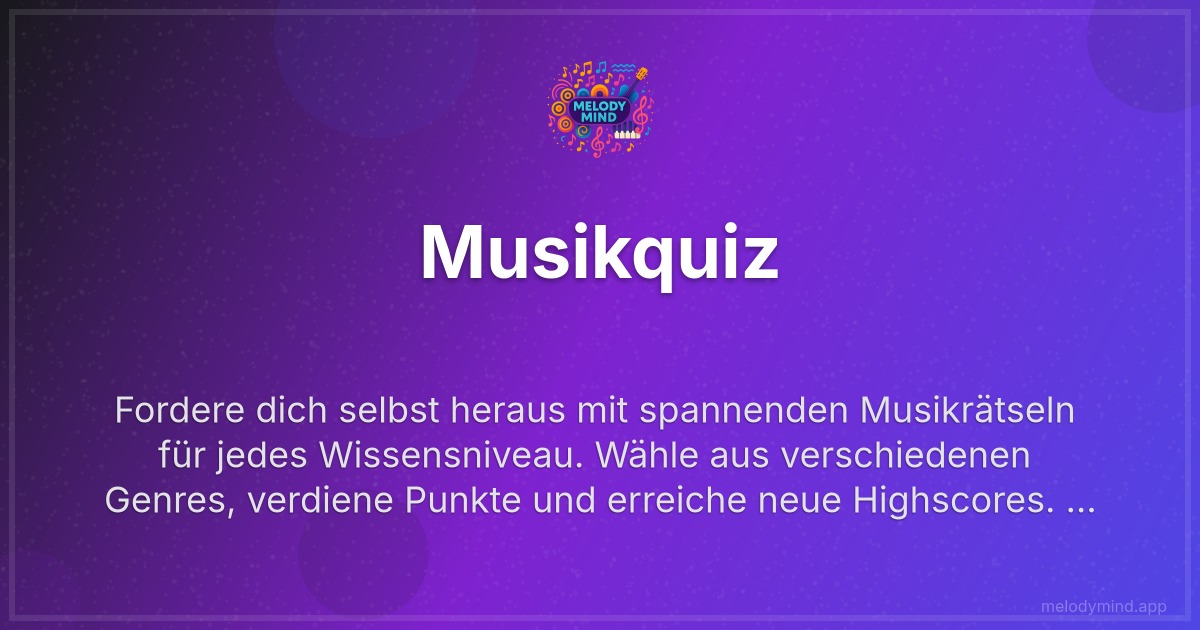 MELODY
MIND
Musikquiz
Fordere dich selbst heraus mit spannenden Musikrätseln
für jedes Wissensniveau. Wähle aus verschiedenen
Genres, verdiene Punkte und erreiche neue Highscores. ...
melodymind.app